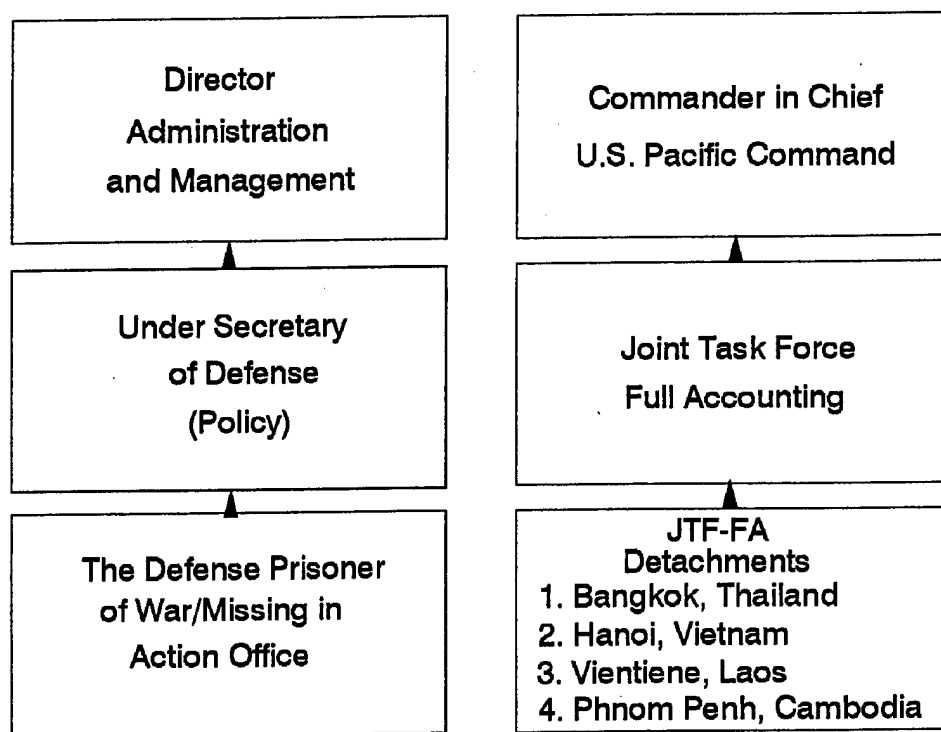 Director
Administration
and Management
Under Secretary
of Defense
(Policy)
The Defense Prisoner
of War/Missing in
Action Office
Commander in Chief
U.S. Pacific Command
Joint Task Force
Full Accounting
JTF-FA
Detachments
1. Bangkok, Thailand
2. Hanoi, Vietnam
3. Vientiene, Laos
4. Phnom Penh, Cambodia